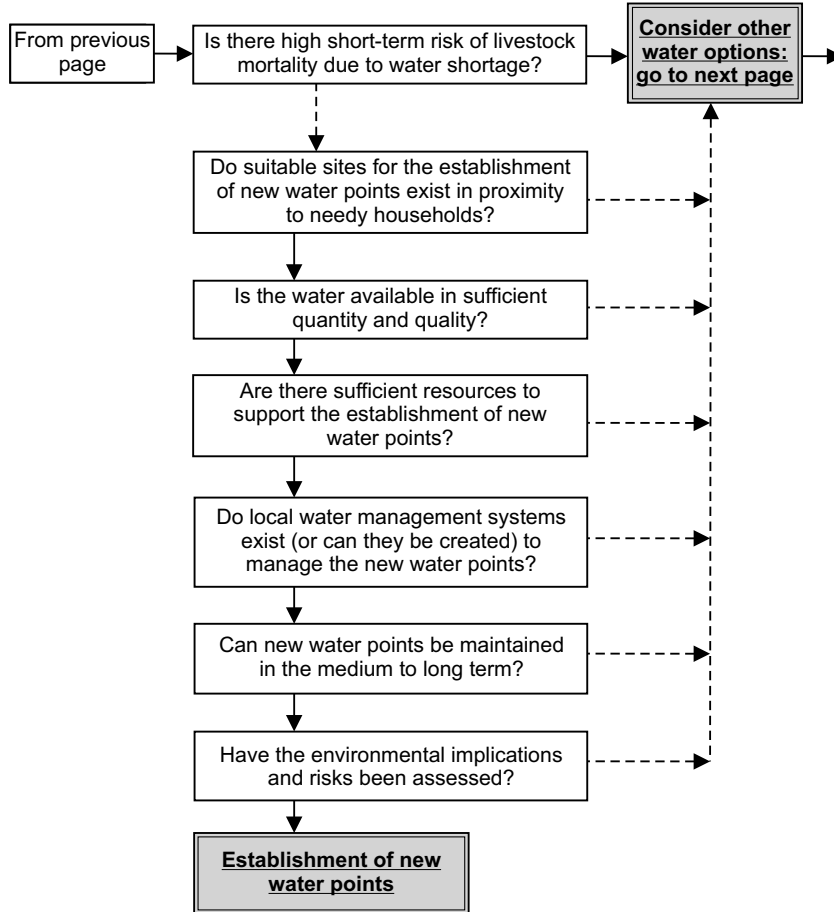 From previous
page
Is there high short-term risk of livestock
mortality due to water shortage?
Consider other
water options:
go to next page
Do suitable sites for the establishment
of new water points exist in proximity
to needy households?
Is the water available in sufficient
quantity and quality?
Are there sufficient resources to
support the establishment of new
water points?
Do local water management systems
exist (or can they be created) to
manage the new water points?
Can new water points be maintained
in the medium to long term?
Have the environmental implications
and risks been assessed?
Establishment of new
water points